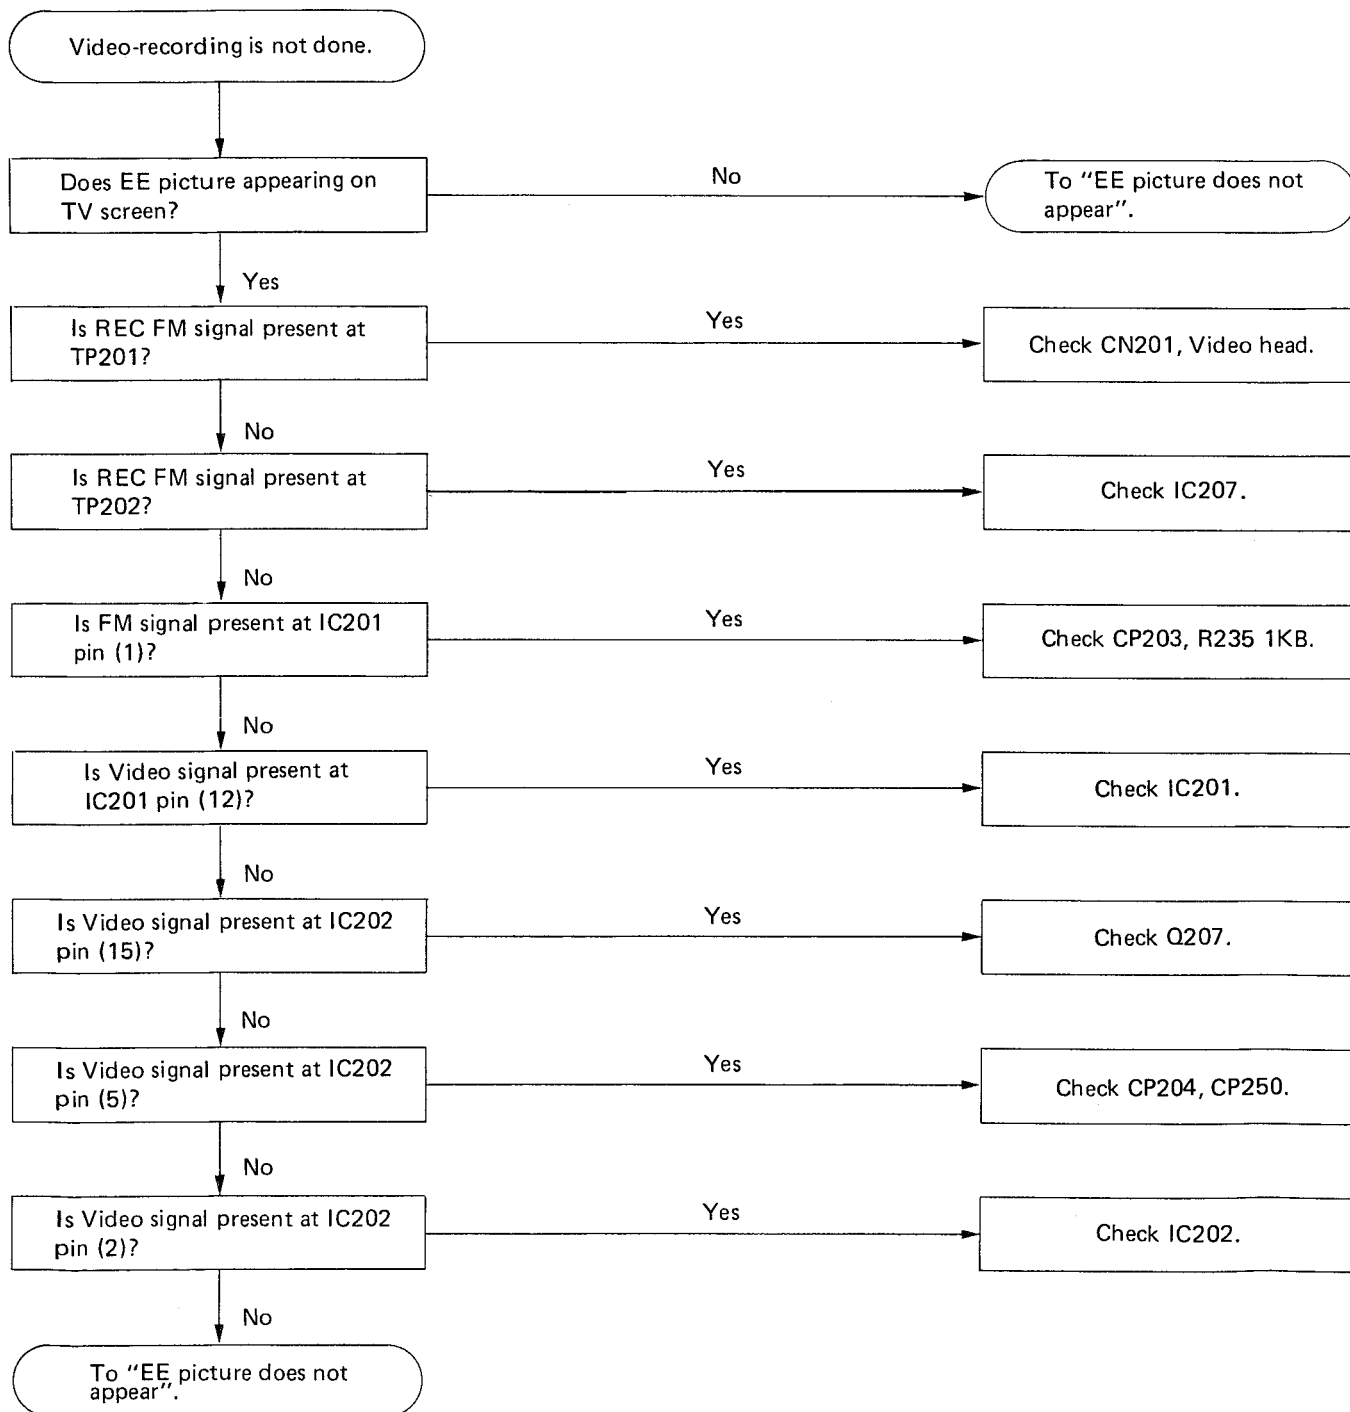 Video-recording is not done.
Does EE picture appearing on
TV screen?
No
To “EE picture does not
appear”.
Yes
Is REC FM signal present at
TP201?
Yes
Check CN201, Video head.
No
Is REC FM signal present at
TP202?
Yes
Check IC207.
No
Is FM signal present at IC201
pin (1)?
Yes
Check CP203, R235 1KB.
No
Is Video signal present at
IC201 pin (12)?
Yes
Check IC201.
No
Is Video signal present at IC202
pin (15)?
Yes
Check Q207.
No
Is Video signal present at IC202
pin (5)?
Yes
Check CP204, CP250.
No
Is Video signal present at IC202
pin (2)?
Yes
Check IC202.
No
To “EE picture does not
appear”.